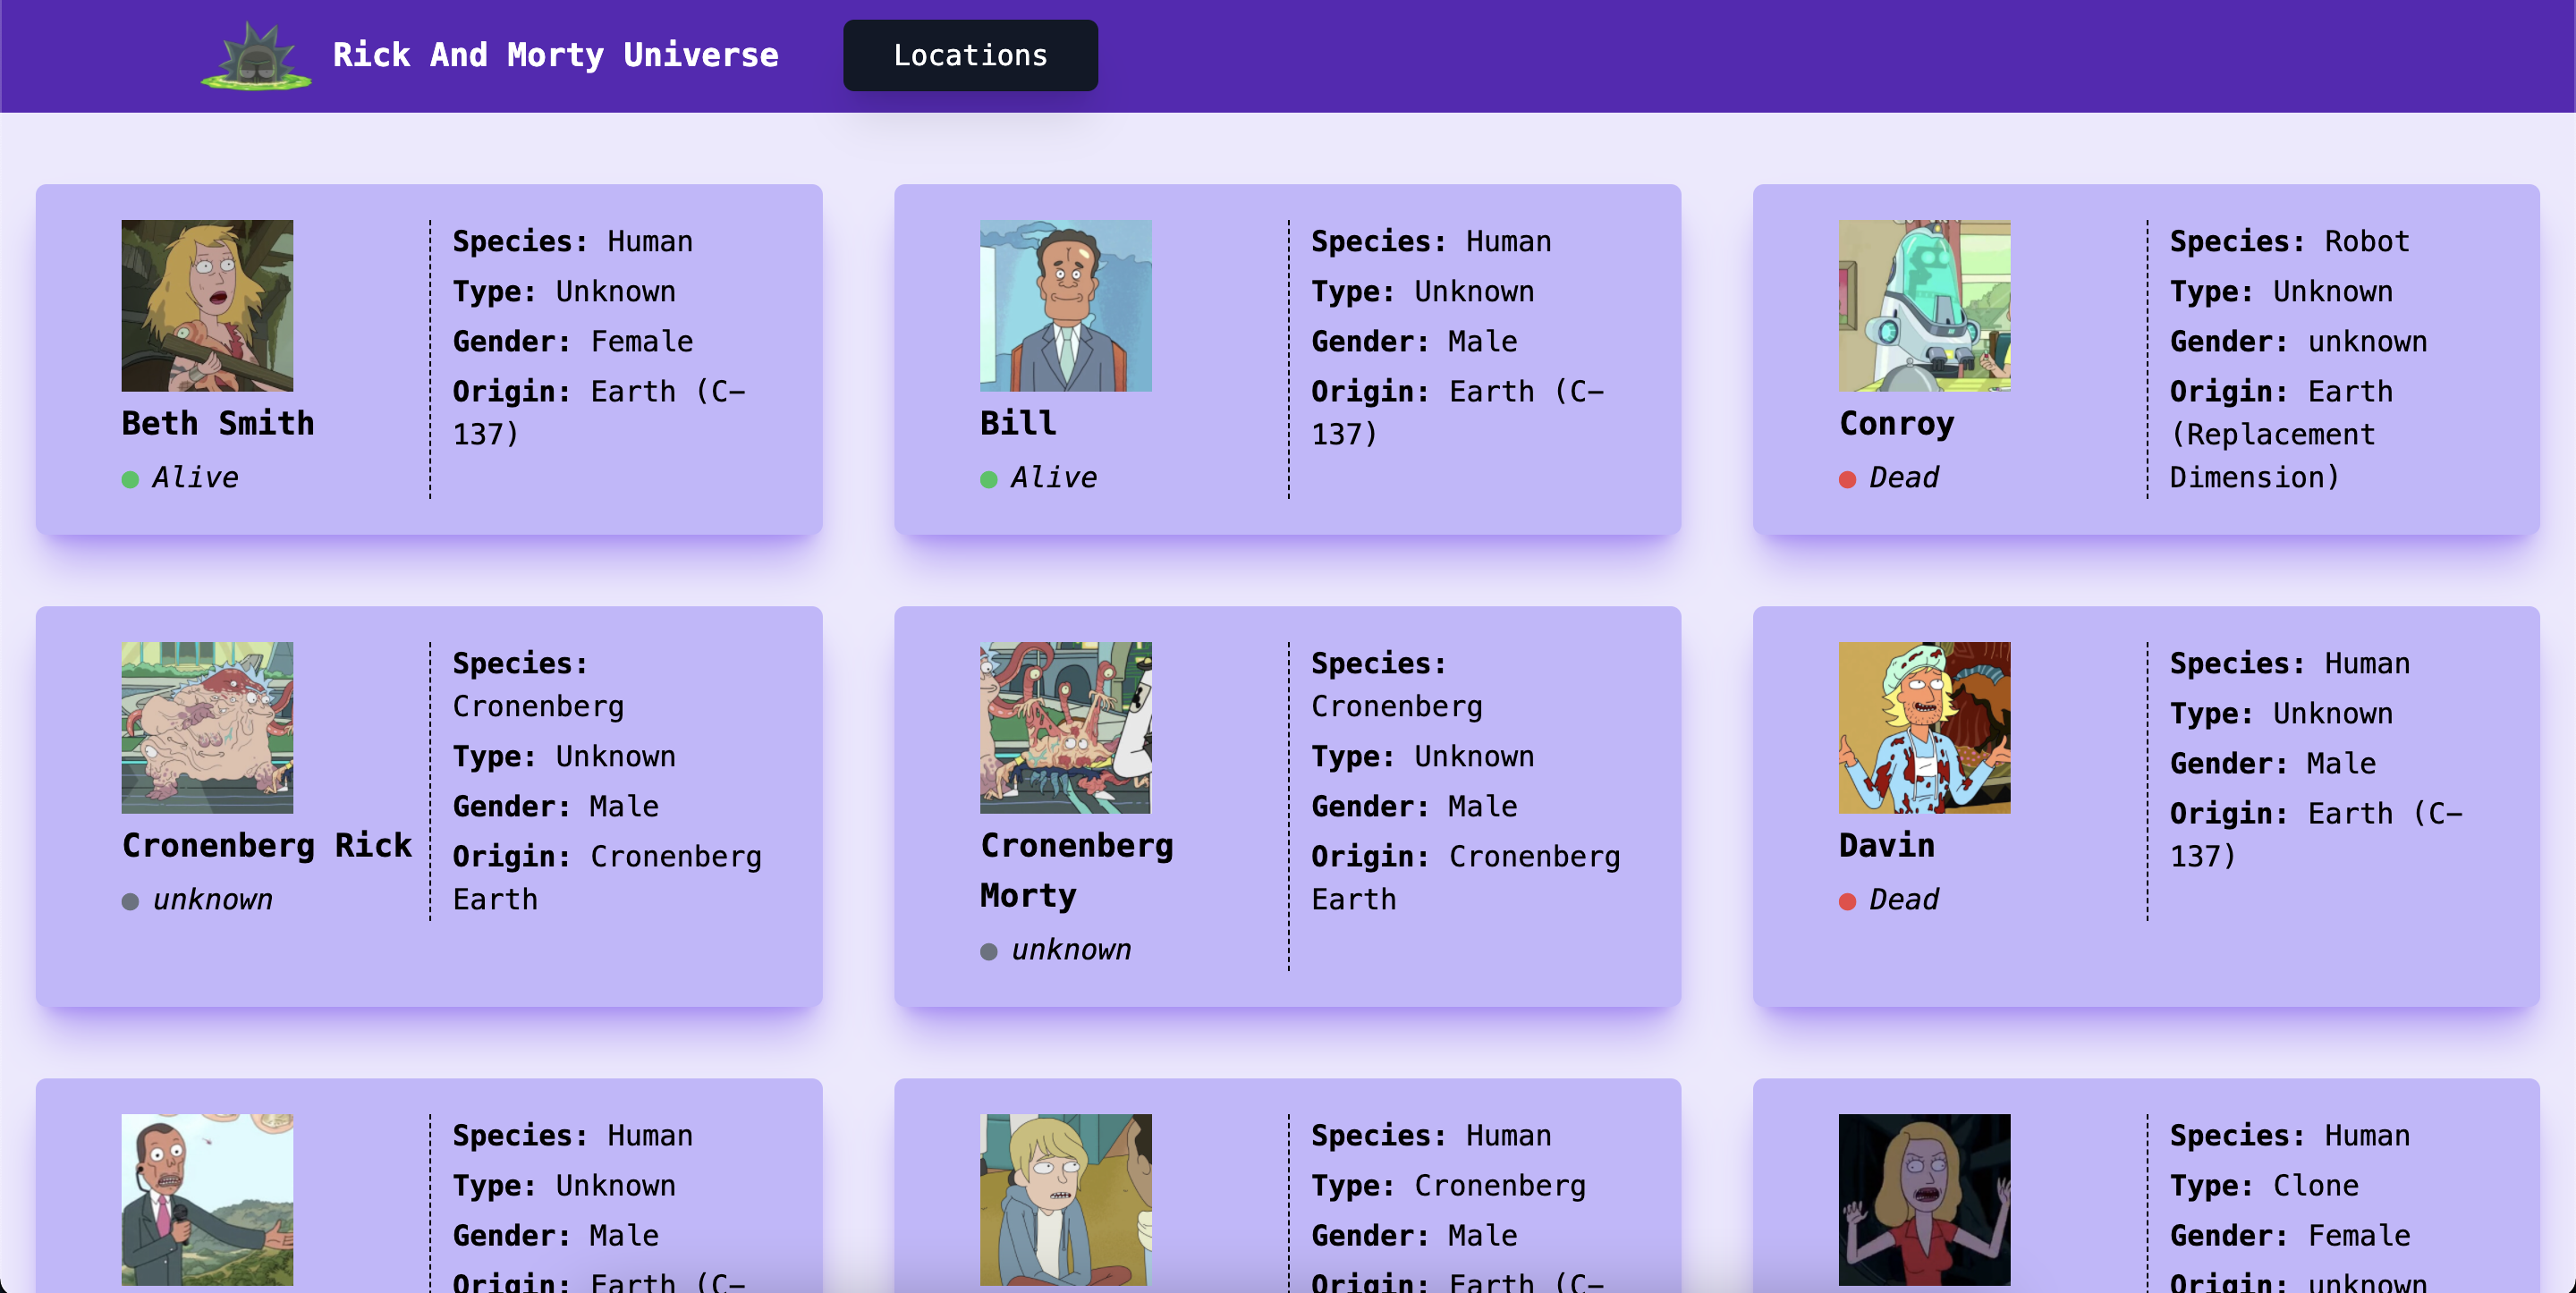 Rick And Morty Universe
Locations
Beth Smith
Alive
Species: Human
Type: Unknown
Gender: Female
Origin: Earth (C-
137)
Bill
Alive
Species: Human
Type: Unknown
Gender: Male
Origin: Earth (C-
137)
Conroy
Dead
Species: Robot
Type: Unknown
Gender: unknown
Origin: Earth
(Replacement
Dimension)
Cronenberg Rick
unknown
Species:
Cronenberg
Type: Unknown
Gender: Male
Origin: Cronenberg
Earth
Cronenberg
Morty
unknown
Species:
Cronenberg
Type: Unknown
Gender: Male
Origin: Cronenberg
Earth
Davin
Dead
Species: Human
Type: Unknown
Gender: Male
Origin: Earth (C-
137)
Species: Human
Type: Unknown
Gender: Male
Origin: Earth (C-
Species: Human
Type: Cronenberg
Gender: Male
Origin: Earth (C-
Species: Human
Type: Clone
Gender: Female
Origin: unknown